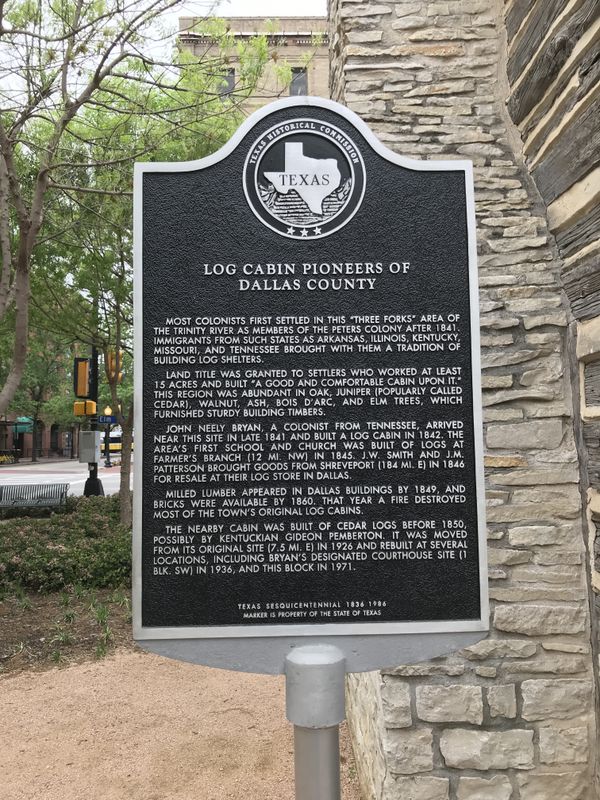 TEXAS HISTORICAL COMMISSION
TEXAS
LOG CABIN PIONEERS OF
DALLAS COUNTY
MOST COLONISTS FIRST SETTLED IN THIS "THREE FORKS" AREA OF
THE TRINITY RIVER AS MEMBERS OF THE PETERS COLONY AFTER 1841.
IMMIGRANTS FROM SUCH STATES AS ARKANSAS, ILLINOIS, KENTUCKY,
MISSOURI, AND TENNESSEE BROUGHT WITH THEM A TRADITION OF
BUILDING LOG SHELTERS.
LAND TITLE WAS GRANTED TO SETTLERS WHO WORKED AT LEAST
15 ACRES AND BUILT "A GOOD AND COMFORTABLE CABIN UPON IT."
THIS REGION WAS ABUNDANT IN OAK, JUNIPER (POPULARLY CALLED
CEDAR), WALNUT, ASH, BOIS D'ARC, AND ELM TREES, WHICH
FURNISHED STURDY BUILDING TIMBERS.
JOHN NEELY BRYAN, A COLONIST FROM TENNESSEE, ARRIVED
NEAR THIS SITE IN LATE 1841 AND BUILT A LOG CABIN IN 1842. THE
AREA'S FIRST SCHOOL AND CHURCH WAS BUILT OF LOGS AT
FARMER'S BRANCH (12 MI. NW) IN 1845. J.W. SMITH AND J.M.
PATTERSON BROUGHT GOODS FROM SHREVEPORT (184 MI. E) IN 1846
FOR RESALE AT THEIR LOG STORE IN DALLAS.
MILLED LUMBER APPEARED IN DALLAS BUILDINGS BY 1849, AND
BRICKS WERE AVAILABLE BY 1860. THAT YEAR A FIRE DESTROYED
MOST OF THE TOWN'S ORIGINAL LOG CABINS.
THE NEARBY CABIN WAS BUILT OF CEDAR LOGS BEFORE 1850,
POSSIBLY BY KENTUCKIAN GIDEON PEMBERTON. IT WAS MOVED
FROM ITS ORIGINAL SITE (7.5 MI. E) IN 1926 AND REBUILT AT SEVERAL
LOCATIONS, INCLUDING BRYAN'S DESIGNATED COURTHOUSE SITE (1
BLK. SW) IN 1936, AND THIS BLOCK IN 1971.
TEXAS SESQUICENTENNIAL 1836 1986
MARKER IS PROPERTY OF THE STATE OF TEXAS
Elm